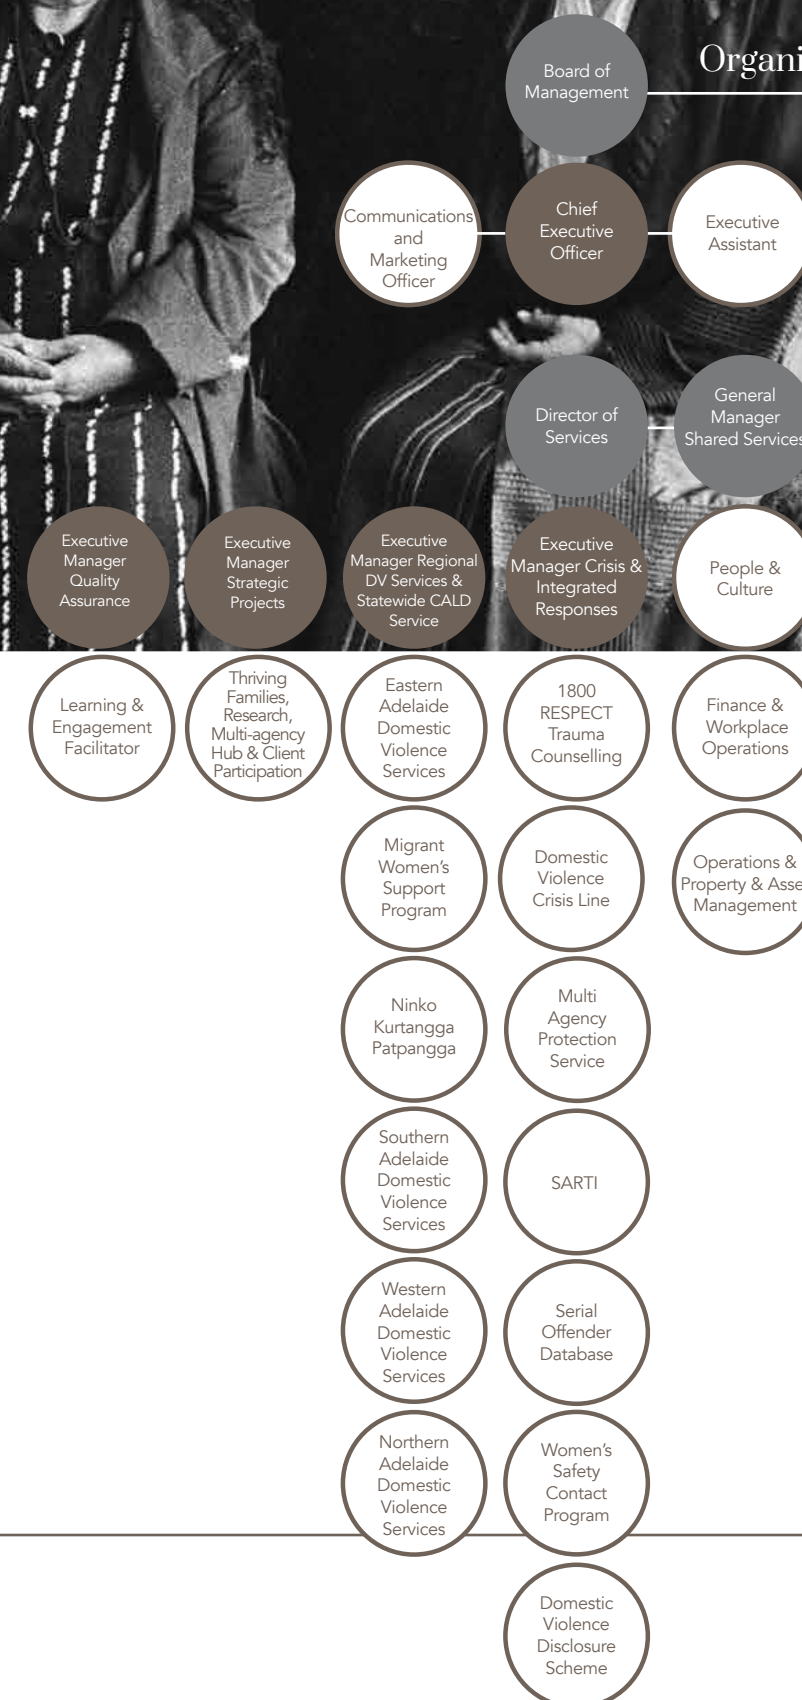 Board of
Management
Communications
and
Marketing
Officer
Chief
Executive
Officer
Executive
Assistant
Director of
Services
General
Manager
Shared Services
Executive
Manager
Quality
Assurance
Executive
Manager
Strategic
Projects
Executive
Manager Regional
DV Services &
Statewide CALD
Service
Executive
Manager Crisis &
Integrated
Responses
People &
Culture
Learning &
Engagement
Facilitator
Thriving
Families,
Research,
Multi-agency
Hub & Client
Participation
Eastern
Adelaide
Domestic
Violence
Services
1800
RESPECT
Trauma
Counselling
Finance &
Workplace
Operations
Migrant
Women’s
Support
Program
Domestic
Violence
Crisis Line
Operations &
Property &
Management
Ninko
Kurtangga
Patpangga
Multi
Agency
Protection
Service
Southern
Adelaide
Domestic
Violence
Services
SARTI
Western
Adelaide
Domestic
Violence
Services
Serial
Offender
Database
Northern
Adelaide
Domestic
Violence
Services
Women’s
Safety
Contact
Program
Domestic
Violence
Disclosure
Scheme